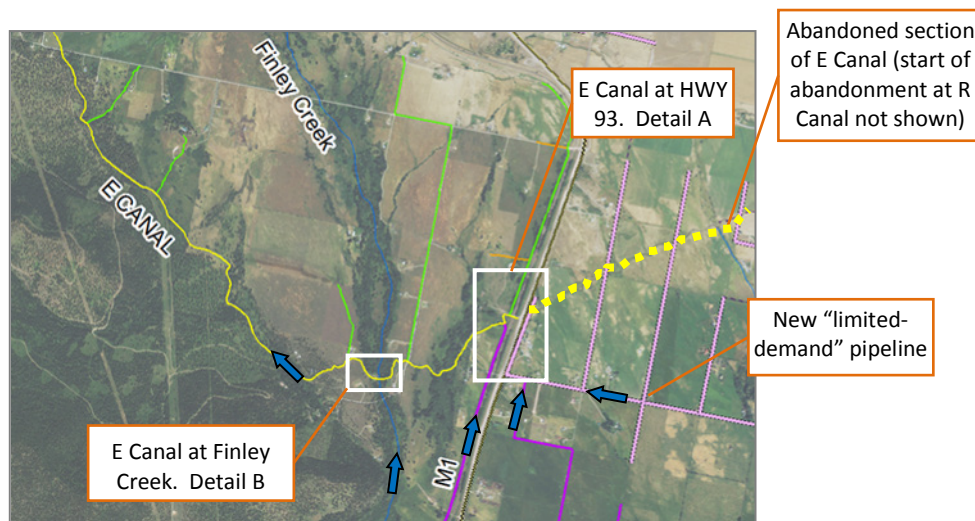 Abandoned section
of E Canal (start of
abandonment at R
Canal not shown)
Finley Creek
E Canal at HWY
93.  Detail A
E CANAL
New “limited-
demand” pipeline
E Canal at Finley
Creek.  Detail B
M1